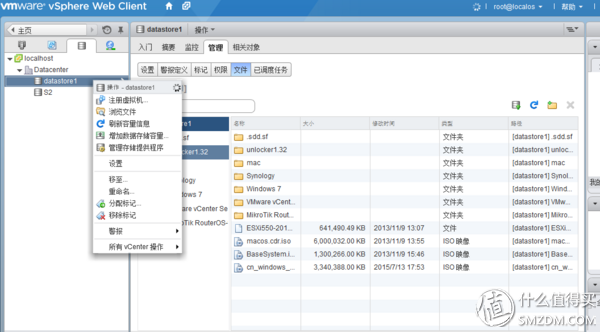 vmware® vSphere Web Client
root@localos
帮助
主页
localhost
Datacenter
datastore1
S2
datastore1 操作
入门 摘要 监控 管理 相关对象
设置 警报定义 标记 权限 文件 已调度任务
操作 - datastore1
注册虚拟机...
浏览文件
刷新容量信息
增加数据存储容量...
管理存储提供程序
设置
移至...
重命名...
分配标记...
移除标记
警报
所有 vCenter 操作
名称 大小 修改时间 类型 路径
.sdd.sf 文件夹 [datastore1] .sdd.sf
unlocker1.32 文件夹 [datastore1] unloc...
mac 文件夹 [datastore1] mac
Synology 文件夹 [datastore1] Synol...
Windows 7 文件夹 [datastore1] Windo...
VMware vCent... 文件夹 [datastore1] VMw...
MikroTik Rout... 文件夹 [datastore1] MikroT...
ESXi550-201... 641,490.49 KB 2013/11/9 13:07 文件 [datastore1] ESXi5...
macos.cdr.iso 6,000,032.00 KB 2013/11/9 13:55 ISO 映像 [datastore1] maco...
BaseSystem.i... 1,300,266.00 KB 2013/11/9 15:46 ISO 映像 [datastore1] Base...
cn_windows_... 3,340,388.00 KB 2015/7/13 17:53 ISO 映像 [datastore1]
Synology
Windows 7
VMware vCenter Se
MikroTik RouterOS-
值 什么值得买
SMZDM.COM